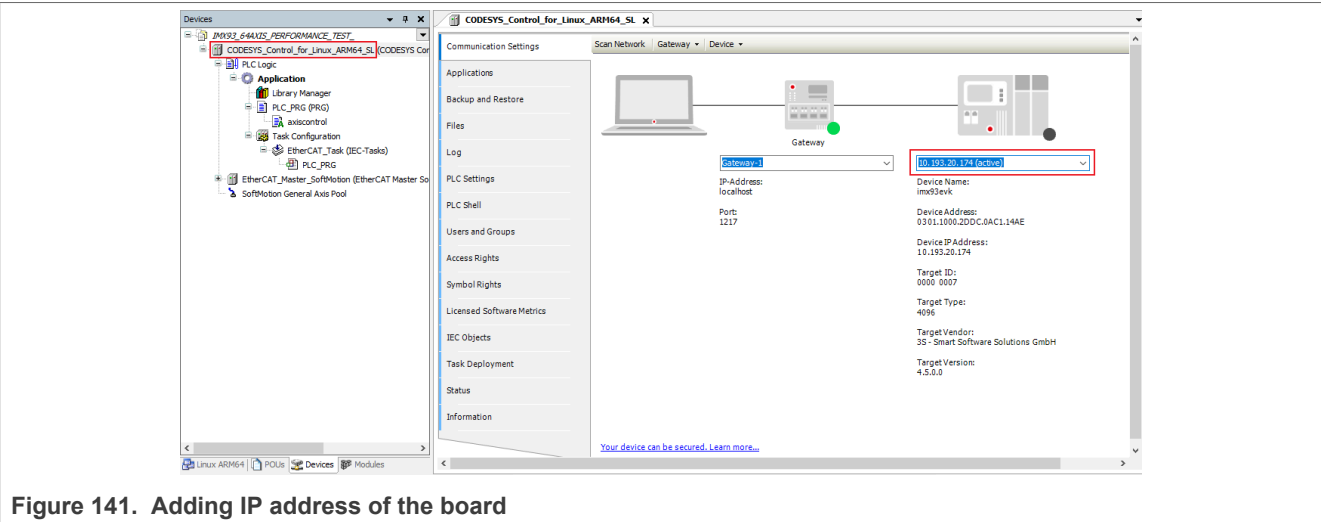 Devices
IMX93_64AXIS_PERFORMANCE_TEST_
CODESYS_Control_for_Linux_ARM64_SL (CODESYS Con
PLC Logic
Application
Library Manager
PLC_PRG (PRG)
axiscontrol
Task Configuration
EtherCAT_Task (IEC-Tasks)
PLC_PRG
EtherCAT_Master_SoftMotion (EtherCAT Master So
SoftMotion General Axis Pool
Linux ARM64 POUs Devices Modules
CODESYS_Control_for_Linux_ARM64_SL X
Communication Settings
Applications
Backup and Restore
Files
Log
PLC Settings
PLC Shell
Users and Groups
Access Rights
Symbol Rights
Licensed Software Metrics
IEC Objects
Task Deployment
Status
Information
Scan Network Gateway Device
Gateway
Gateway-1
IP-Address:
localhost
Port:
1217
10.193.20.174 (active)
Device Name:
imx93evk
Device Address:
0301.1000.2DDC.0AC1.14AE
Device IP Address:
10.193.20.174
Target ID:
0000 0007
Target Type:
4096
Target Vendor:
3S - Smart Software Solutions GmbH
Target Version:
4.5.0.0
Your device can be secured. Learn more...
Figure 141. Adding IP address of the board